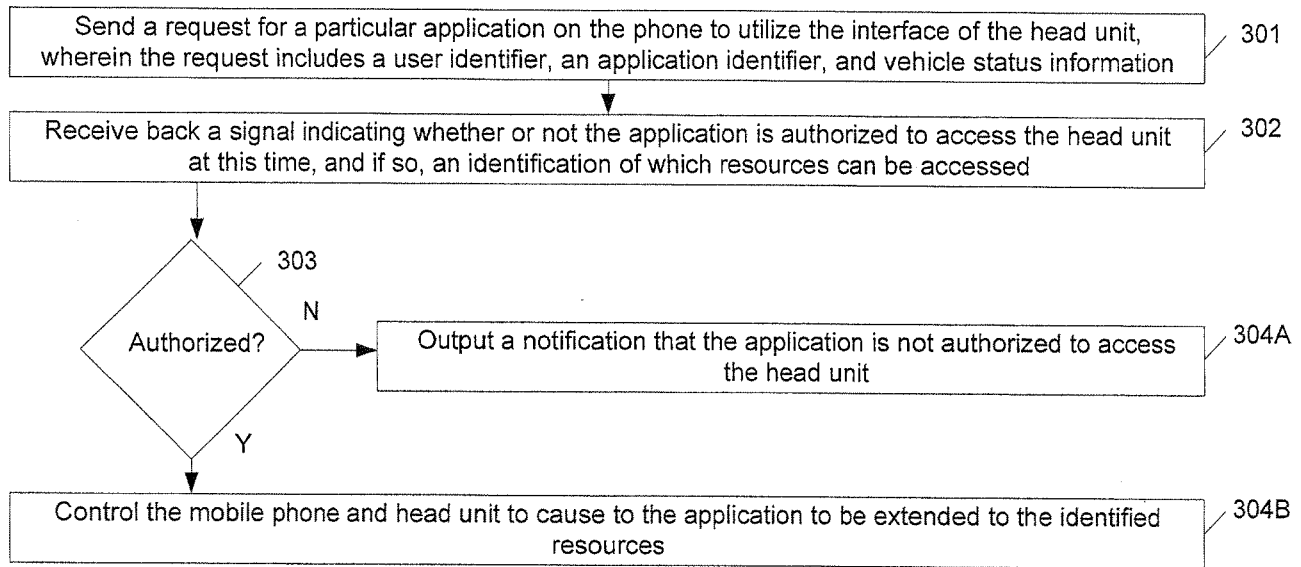 Send a request for a particular application on the phone to utilize the interface of the head unit,
wherein the request includes a user identifier, an application identifier, and vehicle status information
301
Receive back a signal indicating whether or not the application is authorized to access the head unit
at this time, and if so, an identification of which resources can be accessed
302
303
Authorized?
N
Output a notification that the application is not authorized to access
the head unit
304A
Y
Control the mobile phone and head unit to cause to the application to be extended to the identified
resources
304B